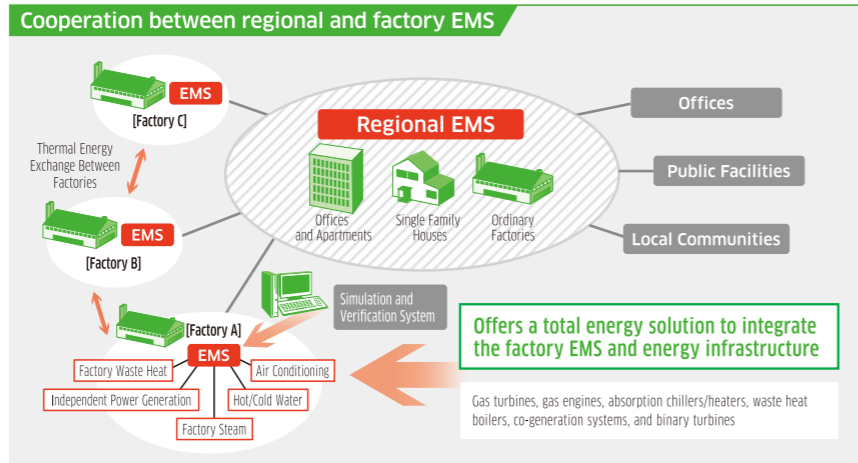 Cooperation between regional and factory EMS
EMS
[Factory C]
Thermal Energy
Exchange Between
Factories
EMS
[Factory B]
Regional EMS
Offices
and Apartments
Single Family
Houses
Ordinary
Factories
Offices
Public Facilities
Local Communities
Simulation and
Verification System
[Factory A]
EMS
Factory Waste Heat
Air Conditioning
Independent Power Generation
Hot/Cold Water
Factory Steam
Offers a total energy solution to integrate
the factory EMS and energy infrastructure
Gas turbines, gas engines, absorption chillers/heaters, waste heat
boilers, co-generation systems, and binary turbines